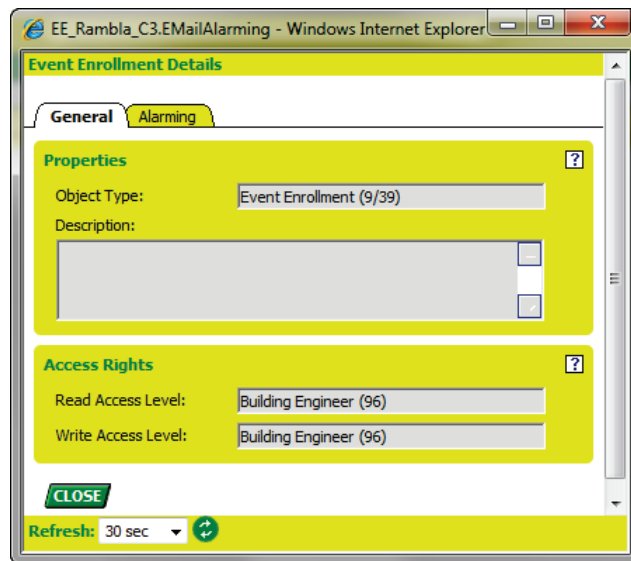 EE_Rambla_C3.EMailAlarming - Windows Internet Explorer
Event Enrollment Details
General Alarming
Properties ?
Object Type: Event Enrollment (9/39)
Description:
Access Rights ?
Read Access Level: Building Engineer (96)
Write Access Level: Building Engineer (96)
CLOSE
Refresh: 30 sec